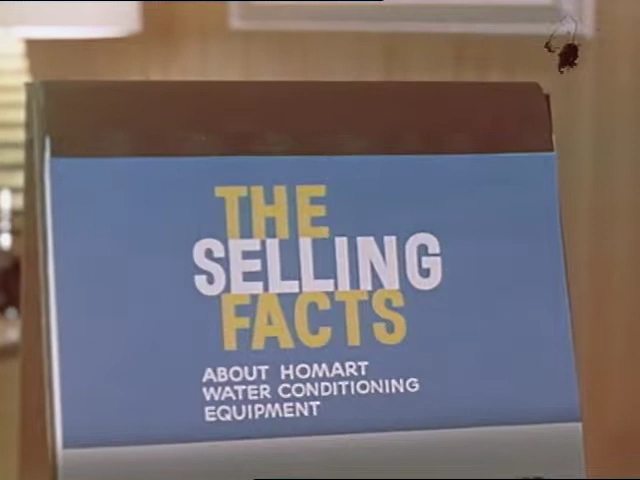 THE
SELLING
FACTS
ABOUT HOMART
WATER CONDITIONING
EQUIPMENT